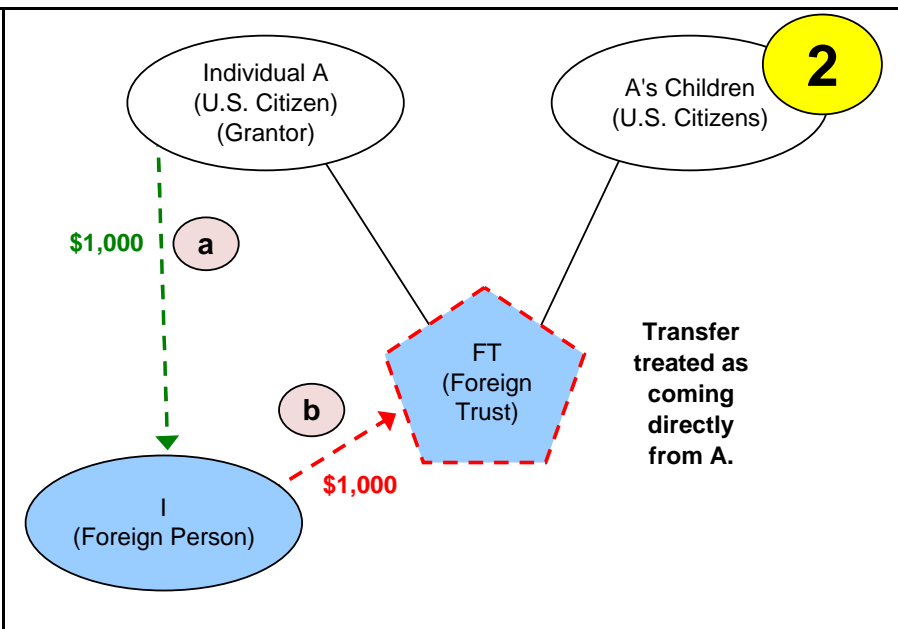 Individual A
(U.S. Citizen)
(Grantor)
A's Children
(U.S. Citizens)
2
$1,000
a
FT
(Foreign
Trust)
Transfer
treated as
coming
directly
from A.
b
$1,000
I
(Foreign Person)